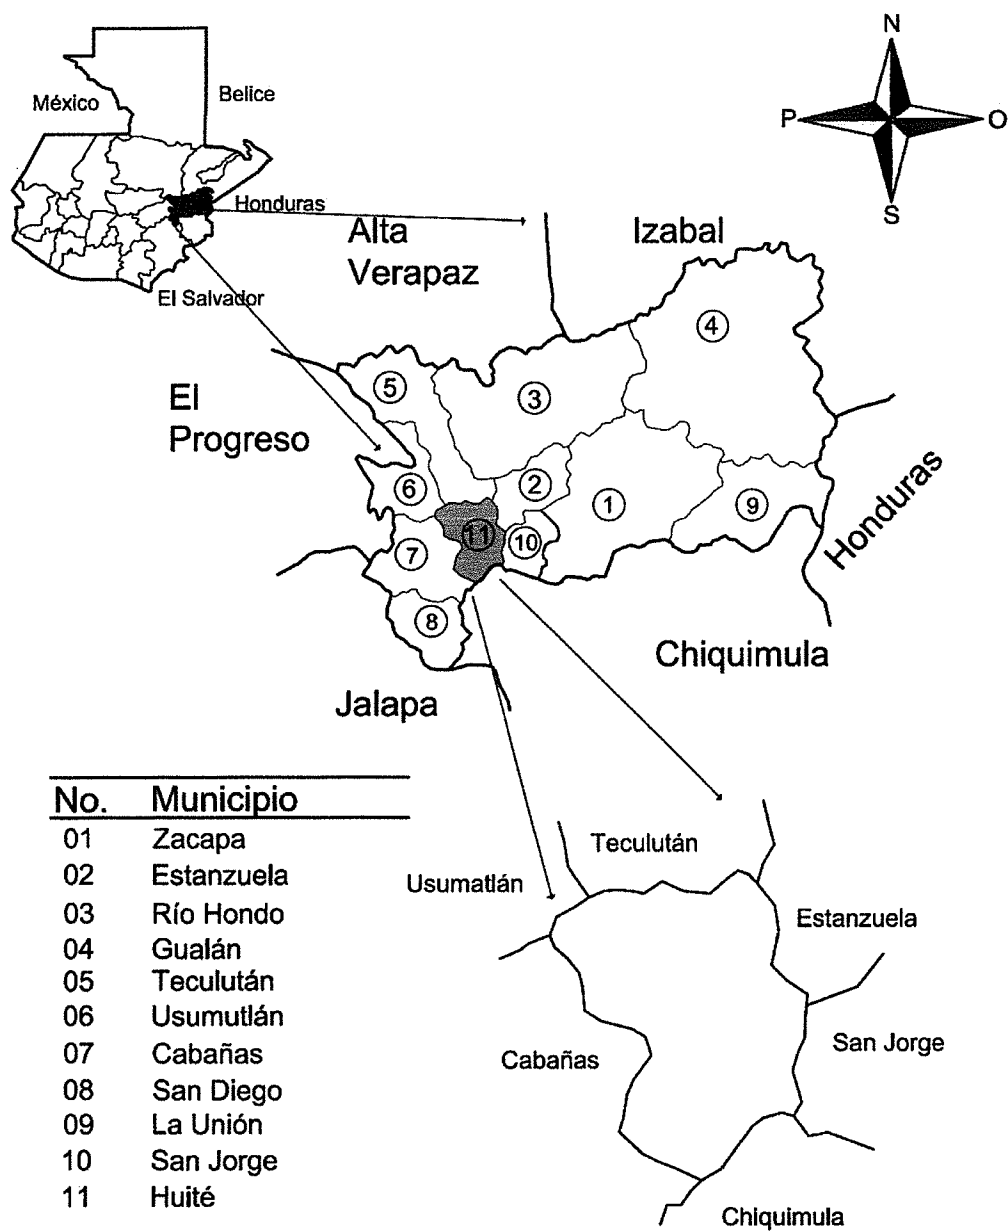 N
Belice
México
P
O
Honduras
S
Alta
Verapaz
Izabal
El Salvador
4
5
3
El
Progreso
6
2
1
9
11
10
7
Honduras
8
Chiquimula
Jalapa
No. Municipio
01 Zacapa
02 Estanzuela
03 Río Hondo
04 Gualán
05 Teculután
06 Usumutlán
07 Cabañas
08 San Diego
09 La Unión
10 San Jorge
11 Huité
Teculután
Usumatlán
Estanzuela
San Jorge
Cabañas
Chiquimula